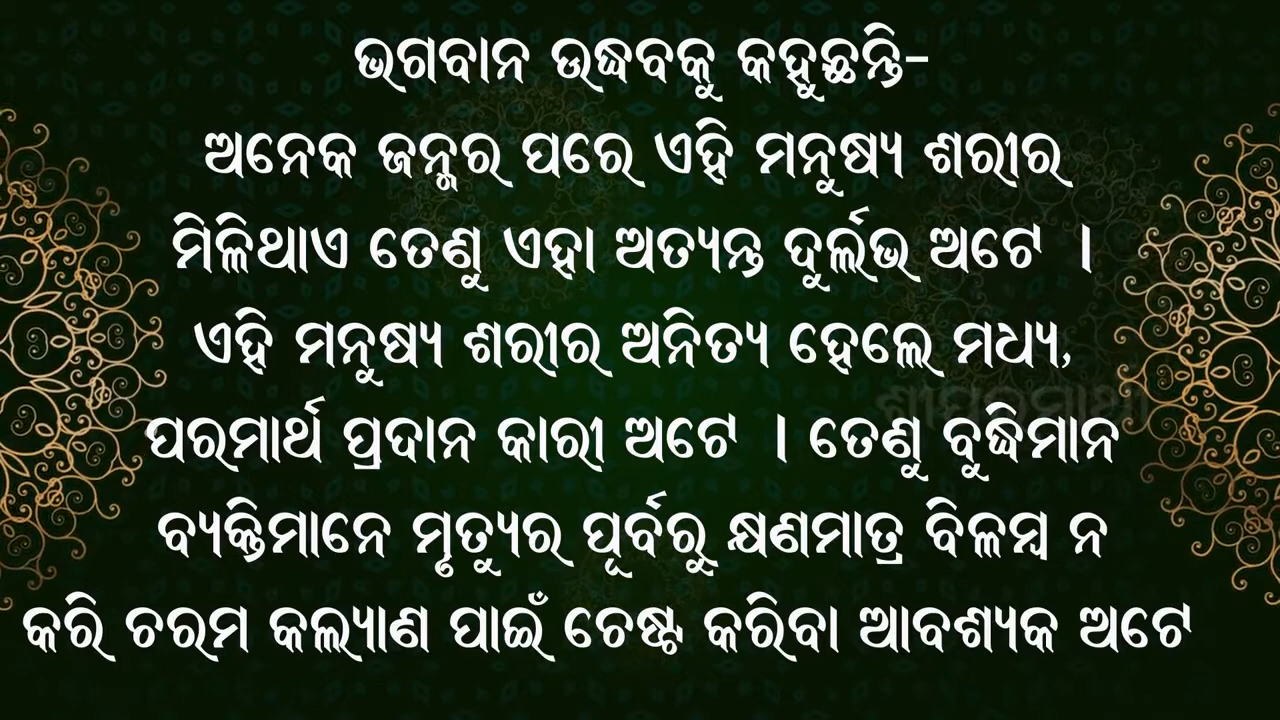 ଭଗବାନ ଉଦ୍ଧବକୁ କହୁଛନ୍ତି-
ଅନେକ ଜନ୍ମର ପରେ ଏହି ମନୁଷ୍ୟ ଶରୀର
ମିଳିଥାଏ ତେଣୁ ଏହା ଅତ୍ୟନ୍ତ ଦୁର୍ଲଭ ଅଟେ ।
ଏହି ମନୁଷ୍ୟ ଶରୀର ଅନିତ୍ୟ ହେଲେ ମଧ୍ୟ,
ପରମାର୍ଥ ପ୍ରଦାନ କାରୀ ଅଟେ । ତେଣୁ ବୁଦ୍ଧିମାନ
ବ୍ୟକ୍ତିମାନେ ମୃତ୍ୟୁର ପୂର୍ବରୁ କ୍ଷଣମାତ୍ର ବିଳମ୍ବ ନ
କରି ଚରମ କଲ୍ୟାଣ ପାଇଁ ଚେଷ୍ଟ କରିବା ଆବଶ୍ୟକ ଅଟେ